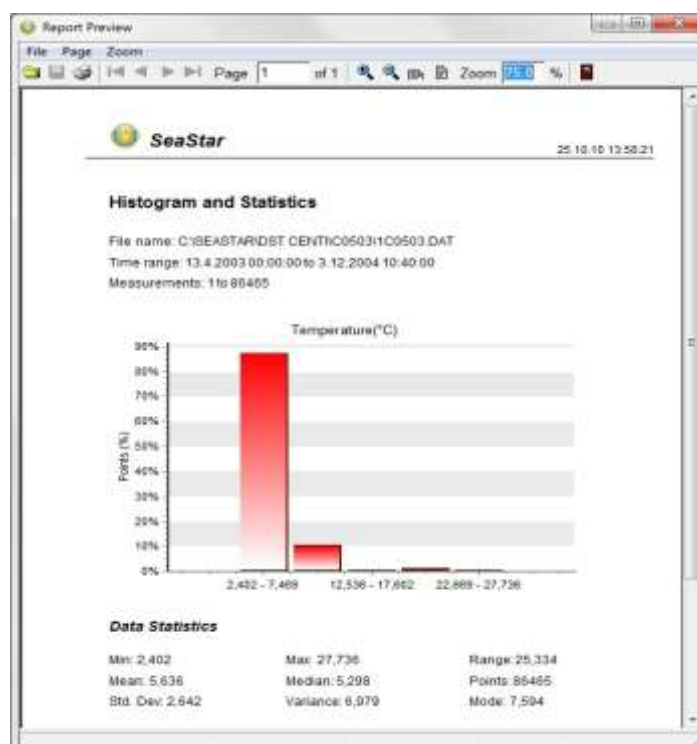 Report Preview
File Page Zoom
Page 1 of 1 Zoom 75.0 %
SeaStar
25.10.10 13:58:21
Histogram and Statistics
File name: C:\SEASTAR\DST CENTI\C0503\1C0503.DAT
Time range: 13.4.2003 00:00:00 to 3.12.2004 10:40:00
Measurements: 1 to 86465
Temperature(°C)
90%
80%
70%
60%
50%
40%
30%
20%
10%
0%
Points (%)
2,402 - 7,469 12,536 - 17,602 22,669 - 27,736
Data Statistics
Min: 2,402 Max: 27,736 Range: 25,334
Mean: 5,636 Median: 5,298 Points: 86465
Std. Dev: 2,642 Variance: 6,979 Mode: 7,594